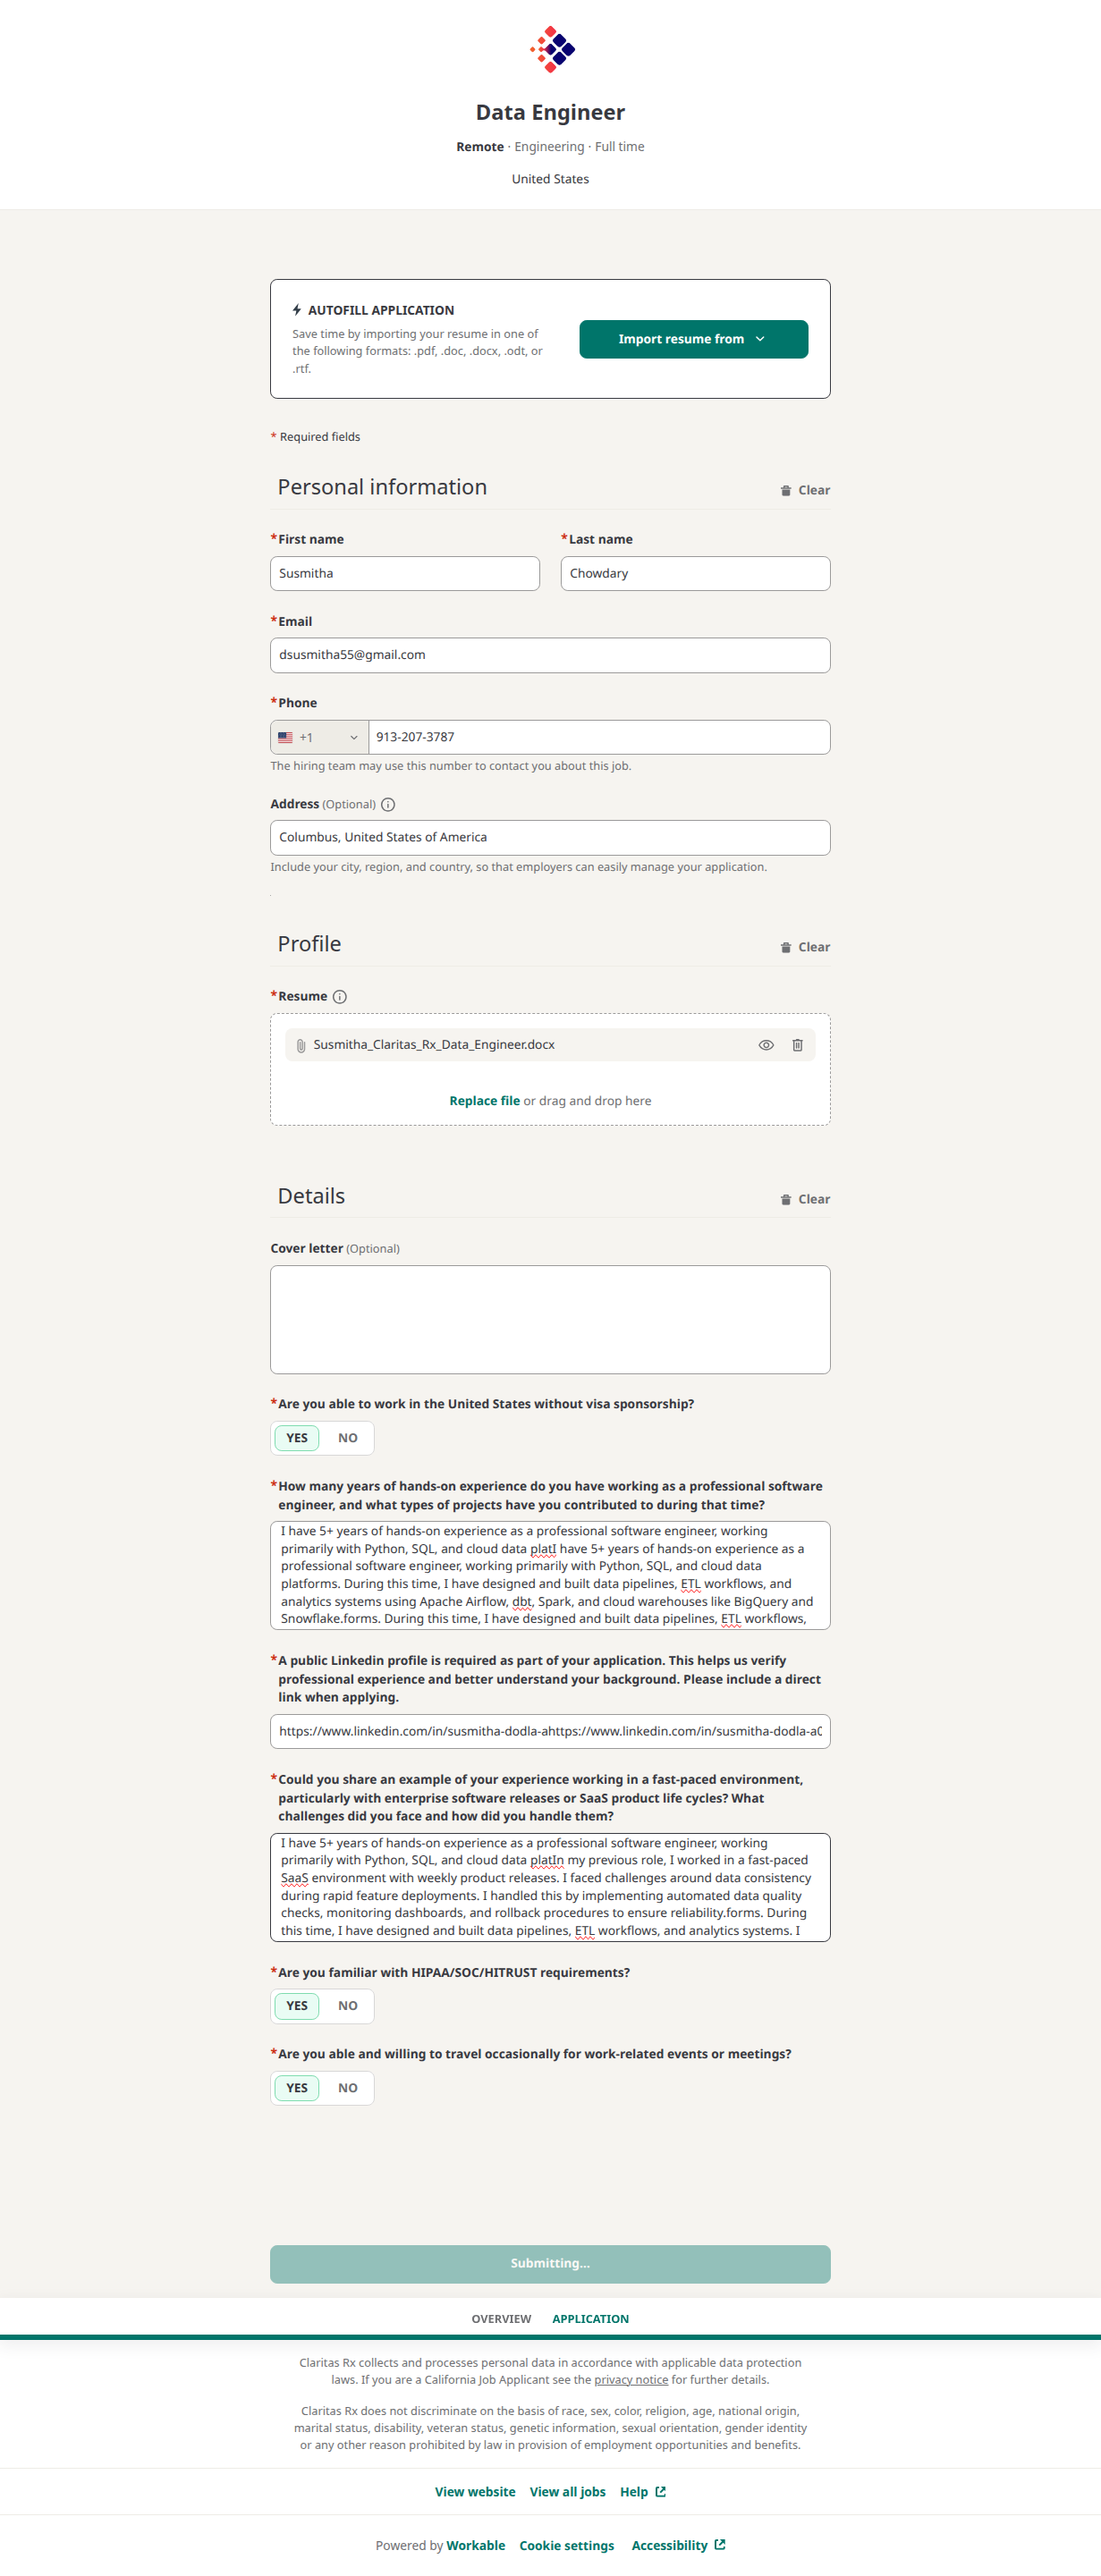 Data Engineer
Remote · Engineering · Full time
United States
AUTOFILL APPLICATION
Save time by importing your resume in one of
the following formats: .pdf, .doc, .docx, .odt, or
.rtf.
Import resume from
* Required fields
Personal information
Clear
*First name
*Last name
Susmitha
Chowdary
*Email
dsusmitha55@gmail.com
*Phone
+1
913-207-3787
The hiring team may use this number to contact you about this job.
Address (Optional)
Columbus, United States of America
Include your city, region, and country, so that employers can easily manage your application.
Profile
Clear
*Resume
Susmitha_Claritas_Rx_Data_Engineer.docx
Replace file or drag and drop here
Details
Clear
Cover letter (Optional)
*Are you able to work in the United States without visa sponsorship?
YES NO
*How many years of hands-on experience do you have working as a professional software
engineer, and what types of projects have you contributed to during that time?
I have 5+ years of hands-on experience as a professional software engineer, working
primarily with Python, SQL, and cloud data platI have 5+ years of hands-on experience as a
professional software engineer, working primarily with Python, SQL, and cloud data
platforms. During this time, I have designed and built data pipelines, ETL workflows, and
analytics systems using Apache Airflow, dbt, Spark, and cloud warehouses like BigQuery and
Snowflake.forms. During this time, I have designed and built data pipelines, ETL workflows,
*A public Linkedin profile is required as part of your application. This helps us verify
professional experience and better understand your background. Please include a direct
link when applying.
https://www.linkedin.com/in/susmitha-dodla-ahttps://www.linkedin.com/in/susmitha-dodla-a0
*Could you share an example of your experience working in a fast-paced environment,
particularly with enterprise software releases or SaaS product life cycles? What
challenges did you face and how did you handle them?
I have 5+ years of hands-on experience as a professional software engineer, working
primarily with Python, SQL, and cloud data platIn my previous role, I worked in a fast-paced
SaaS environment with weekly product releases. I faced challenges around data consistency
during rapid feature deployments. I handled this by implementing automated data quality
checks, monitoring dashboards, and rollback procedures to ensure reliability.forms. During
this time, I have designed and built data pipelines, ETL workflows, and analytics systems. I
*Are you familiar with HIPAA/SOC/HITRUST requirements?
YES NO
*Are you able and willing to travel occasionally for work-related events or meetings?
YES NO
Submitting...
OVERVIEW APPLICATION
Claritas Rx collects and processes personal data in accordance with applicable data protection
laws. If you are a California Job Applicant see the privacy notice for further details.
Claritas Rx does not discriminate on the basis of race, sex, color, religion, age, national origin,
marital status, disability, veteran status, genetic information, sexual orientation, gender identity
or any other reason prohibited by law in provision of employment opportunities and benefits.
View website View all jobs Help
Powered by Workable Cookie settings Accessibility